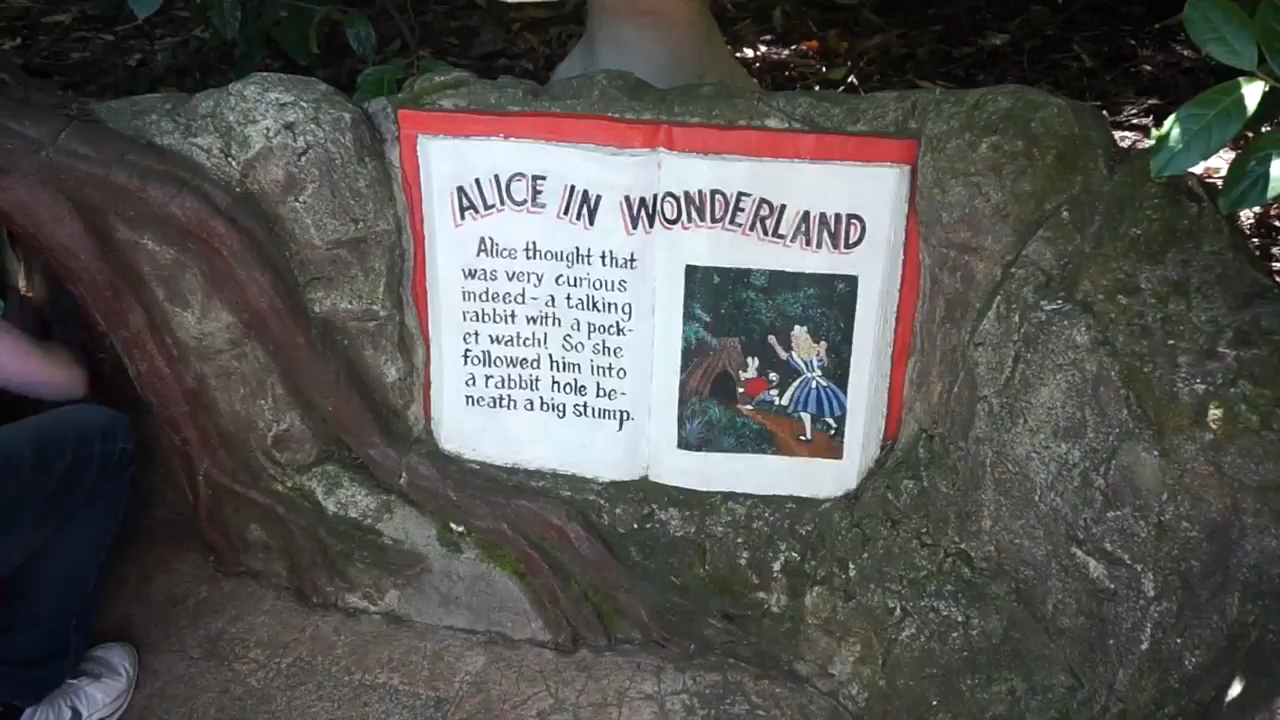 ALICE IN WONDERLAND
Alice thought that
was very curious
indeed - a talking
rabbit with a pock-
et watch! So she
followed him into
a rabbit hole be-
neath a big stump.